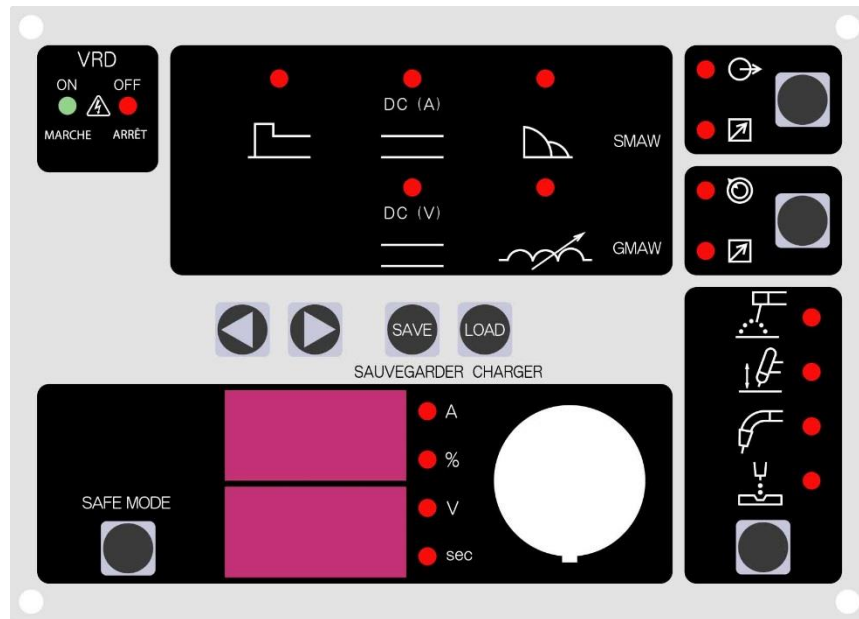 VRD
ON OFF
MARCHE ARRÊT
DC (A)
SMAW
DC (V)
GMAW
SAVE LOAD
SAUVEGARDER CHARGER
A
%
V
sec
SAFE MODE